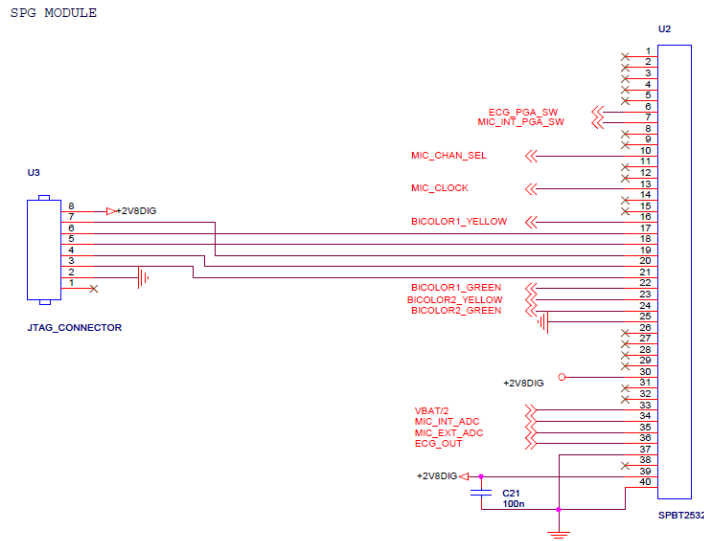 SPG MODULE
U2
1
2
3
4
5
6
7
8
9
10
11
12
13
14
15
16
17
18
19
20
21
22
23
24
25
26
27
28
29
30
31
32
33
34
35
36
37
38
39
40
ECG_PGA_SW
MIC_INT_PGA_SW
MIC_CHAN_SEL
MIC_CLOCK
BICOLOR1_YELLOW
U3
8
7
6
5
4
3
2
1
+2V8DIG
JTAG_CONNECTOR
BICOLOR1_GREEN
BICOLOR2_YELLOW
BICOLOR2_GREEN
+2V8DIG
VBAT/2
MIC_INT_ADC
MIC_EXT_ADC
ECG_OUT
+2V8DIG
C21
100n
SPBT2532